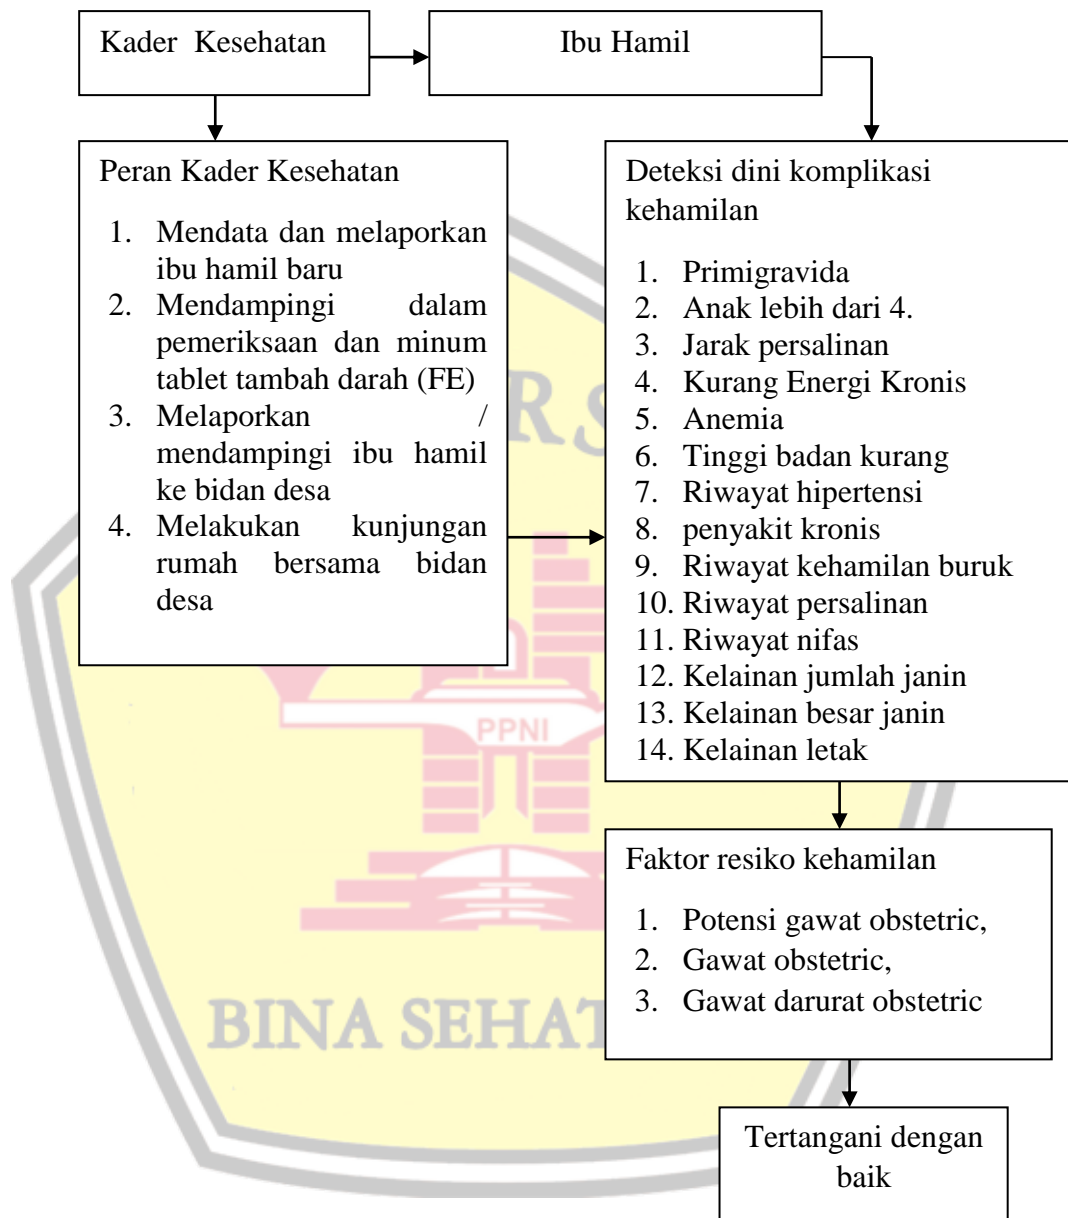 Kader Kesehatan
Ibu Hamil
Peran Kader Kesehatan
1. Mendata dan melaporkan
ibu hamil baru
2. Mendampingi dalam
pemeriksaan dan minum
tablet tambah darah (FE)
3. Melaporkan /
mendampingi ibu hamil
ke bidan desa
4. Melakukan kunjungan
rumah bersama bidan
desa
Deteksi dini komplikasi
kehamilan
1. Primigravida
2. Anak lebih dari 4.
3. Jarak persalinan
4. Kurang Energi Kronis
5. Anemia
6. Tinggi badan kurang
7. Riwayat hipertensi
8. penyakit kronis
9. Riwayat kehamilan buruk
10. Riwayat persalinan
11. Riwayat nifas
12. Kelainan jumlah janin
13. Kelainan besar janin
14. Kelainan letak
PPNI
Faktor resiko kehamilan
1. Potensi gawat obstetric,
2. Gawat obstetric,
3. Gawat darurat obstetric
BINA SEHAT
Tertangani dengan
baik